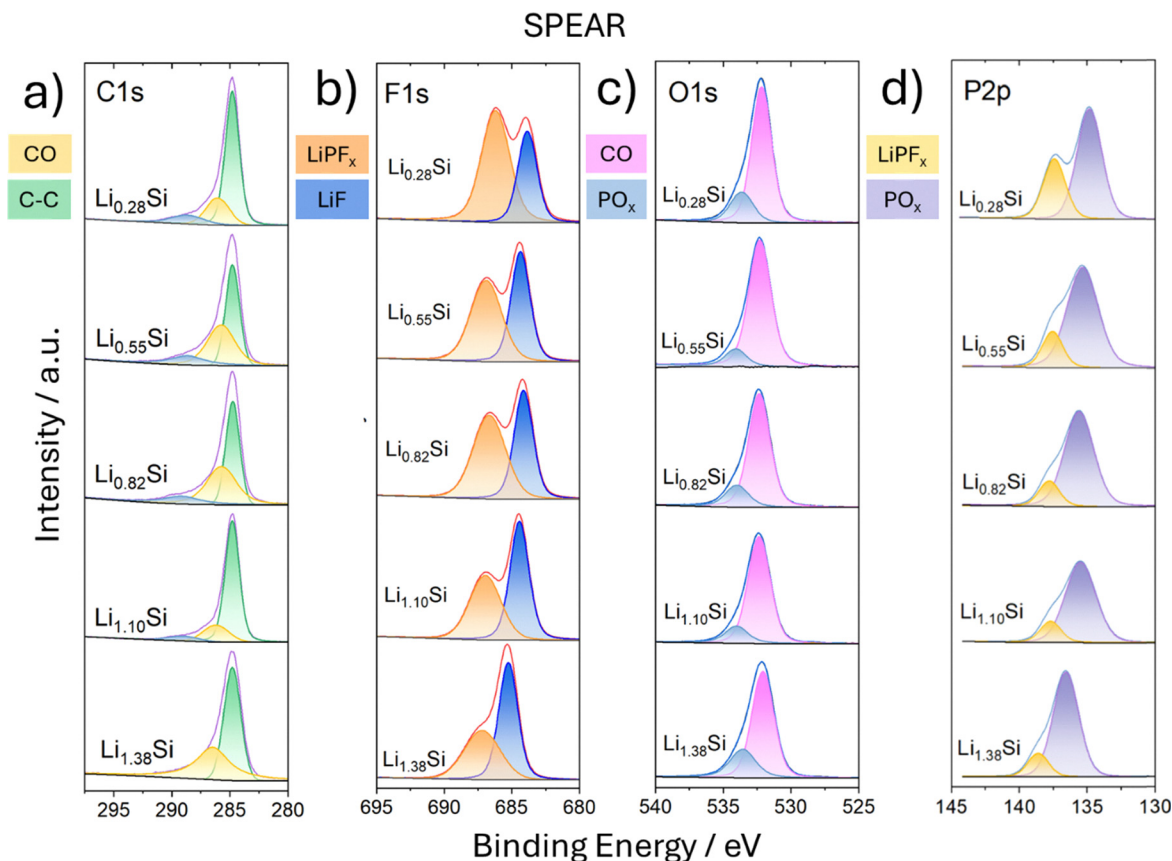 SPEAR
Intensity / a.u.
a)
C1s
CO
C-C
Li0.28Si
Li0.55Si
Li0.82Si
Li1.10Si
Li1.38Si
295 290 285 280
b)
F1s
LiPFx
LiF
Li0.28Si
Li0.55Si
Li0.82Si
Li1.10Si
Li1.38Si
695 690 685 680
c)
O1s
CO
POx
Li0.28Si
Li0.55Si
Li0.82Si
Li1.10Si
Li1.38Si
540 535 530 525
d)
P2p
LiPFx
POx
Li0.28Si
Li0.55Si
Li0.82Si
Li1.10Si
Li1.38Si
145 140 135 130
Binding Energy / eV